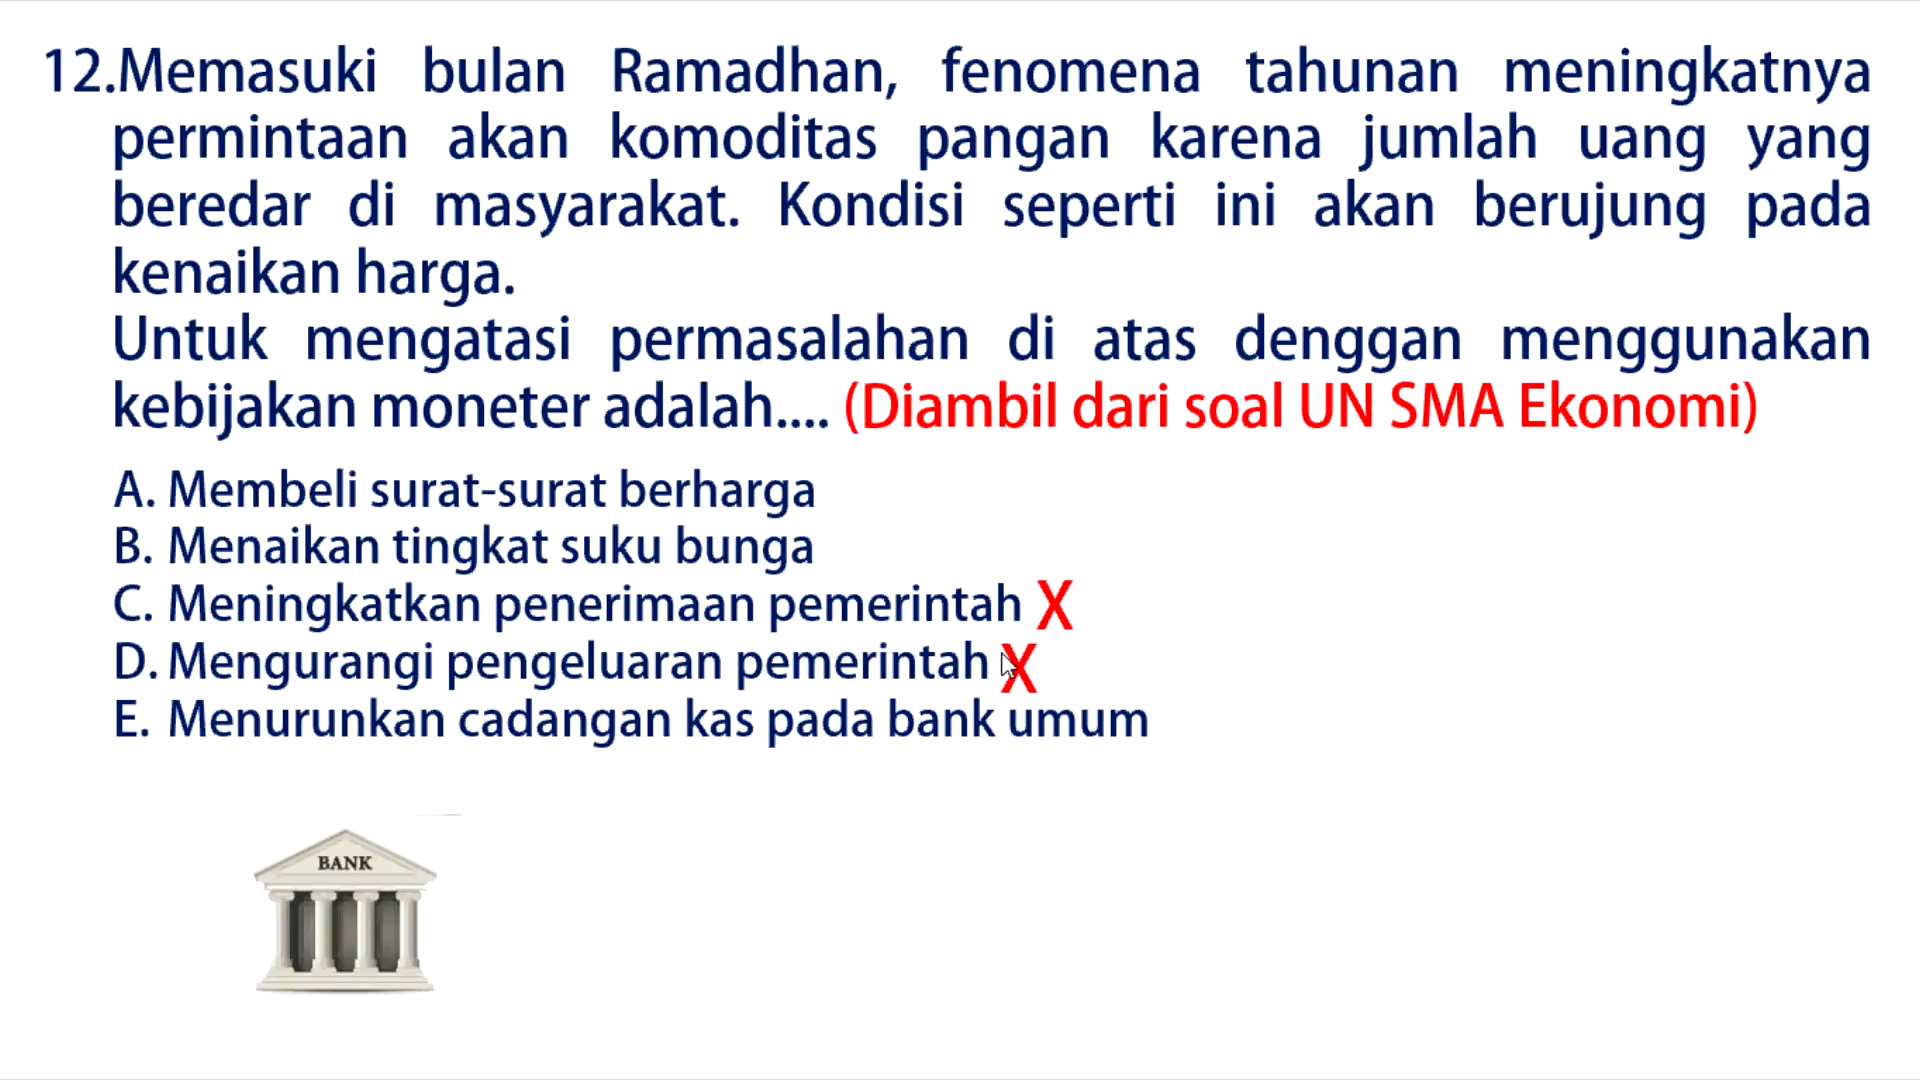 12.Memasuki bulan Ramadhan, fenomena tahunan meningkatnya
permintaan akan komoditas pangan karena jumlah uang yang
beredar di masyarakat. Kondisi seperti ini akan berujung pada
kenaikan harga.
Untuk mengatasi permasalahan di atas denggan menggunakan
kebijakan moneter adalah.... (Diambil dari soal UN SMA Ekonomi)
A. Membeli surat-surat berharga
B. Menaikan tingkat suku bunga
C. Meningkatkan penerimaan pemerintah X
D. Mengurangi pengeluaran pemerintah X
E. Menurunkan cadangan kas pada bank umum
BANK